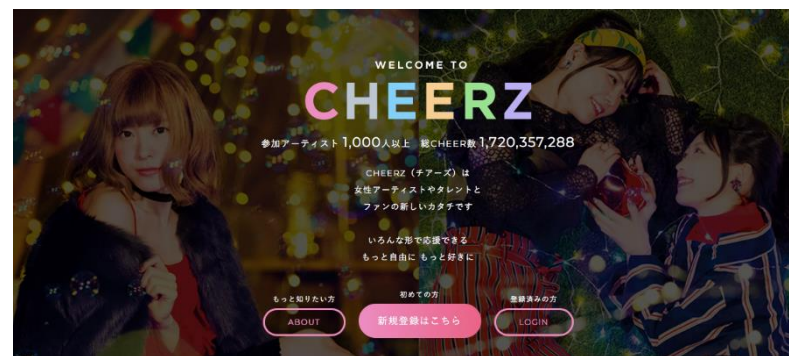 WELCOME TO
CHEERZ
参加アーティスト 1,000人以上 総CHEER数 1,720,357,288
CHEERZ（チアーズ）は
女性アーティストやタレントと
ファンの新しいカタチです
いろんな形で応援できる
もっと自由に もっと好きに
もっと知りたい方 初めての方 登録済みの方
ABOUT 新規登録はこちら LOGIN